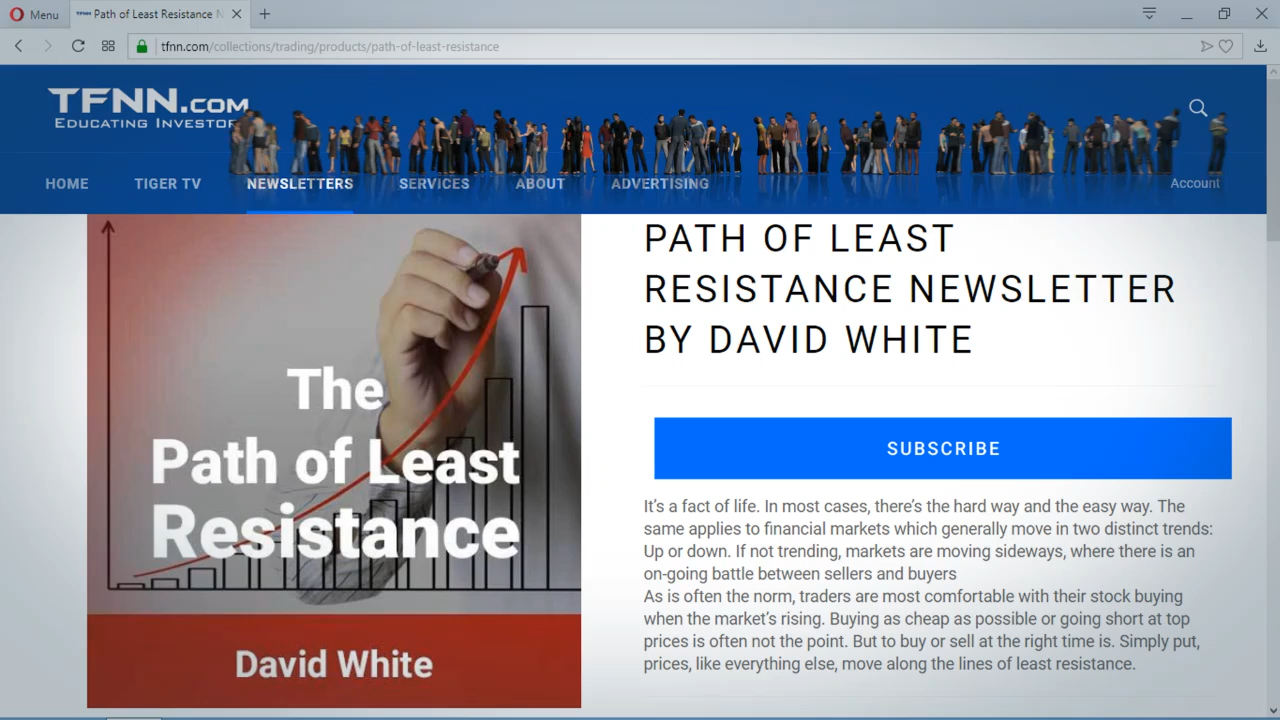 Menu
Path of Least Resistance N
tfnn.com/collections/trading/products/path-of-least-resistance
TFNN.COM
EDUCATING INVESTOR
HOME
TIGER TV
NEWSLETTERS
SERVICES
ABOUT
ADVERTISING
Account
The
Path of Least
Resistance
David White
PATH OF LEAST
RESISTANCE NEWSLETTER
BY DAVID WHITE
SUBSCRIBE
It’s a fact of life. In most cases, there’s the hard way and the easy way. The
same applies to financial markets which generally move in two distinct trends:
Up or down. If not trending, markets are moving sideways, where there is an
on-going battle between sellers and buyers
As is often the norm, traders are most comfortable with their stock buying
when the market’s rising. Buying as cheap as possible or going short at top
prices is often not the point. But to buy or sell at the right time is. Simply put,
prices, like everything else, move along the lines of least resistance.